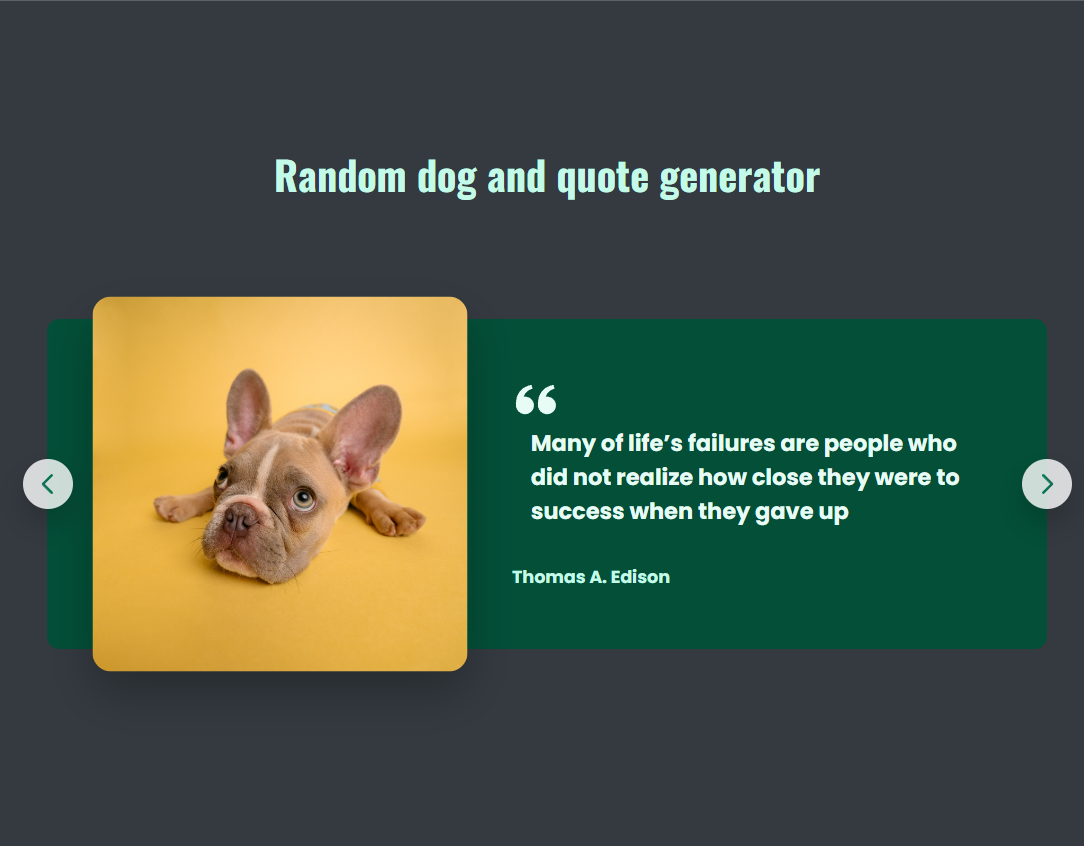 Random dog and quote generator
“
Many of life’s failures are people who
did not realize how close they were to
success when they gave up
Thomas A. Edison